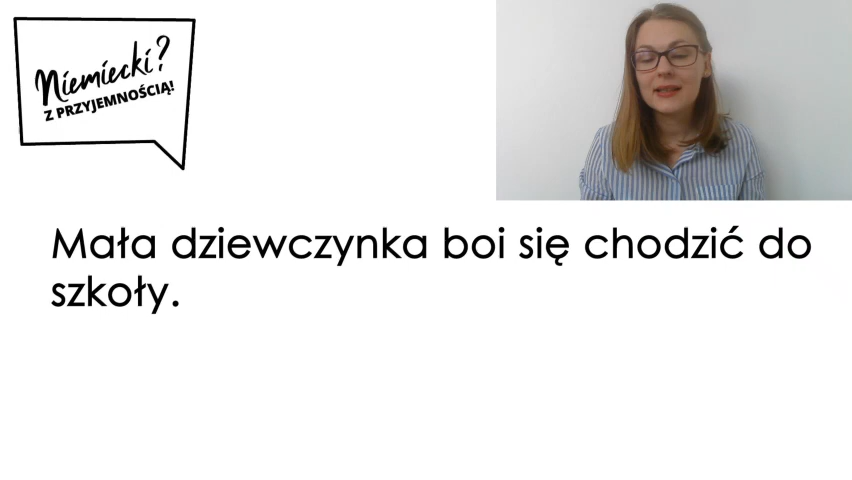 Niemiecki?
Z PRZYJEMNOŚCIĄ!
Mała dziewczynka boi się chodzić do
szkoły.